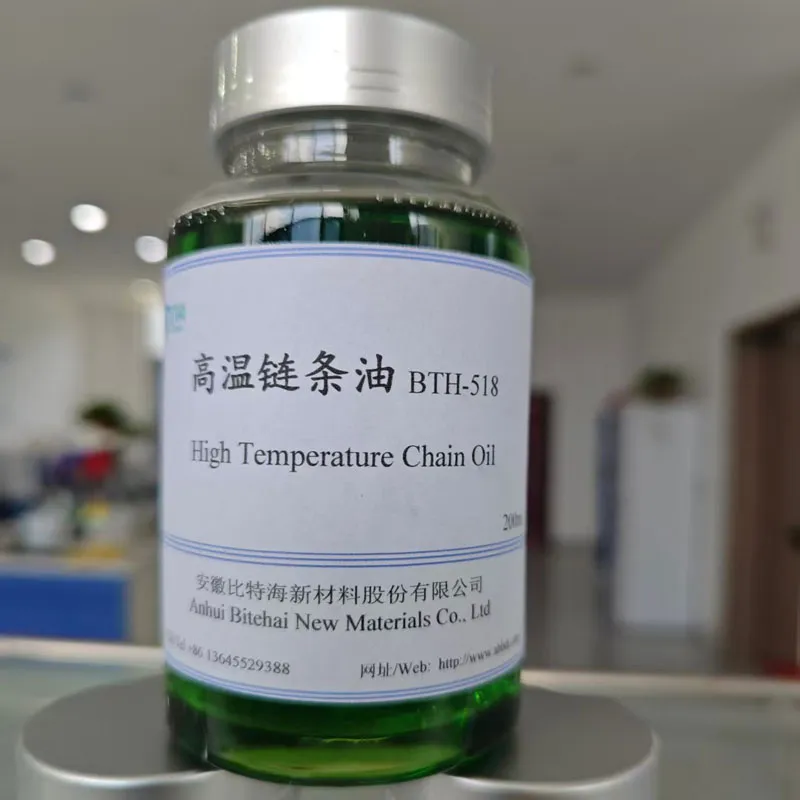 高温链条油 BTH-518
High Temperature Chain Oil
安徽比特海新材料股份有限公司
Anhui Bitehai New Materials Co., Ltd
+86 13645529388 网址/Web: http://www.